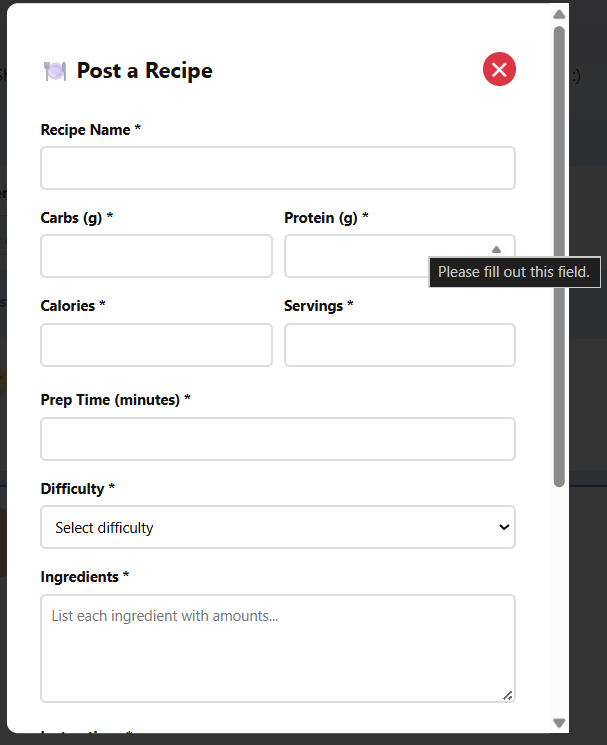 Post a Recipe
Recipe Name *
Carbs (g) * Protein (g) *
Please fill out this field.
Calories * Servings *
Prep Time (minutes) *
Difficulty *
Select difficulty
Ingredients *
List each ingredient with amounts...